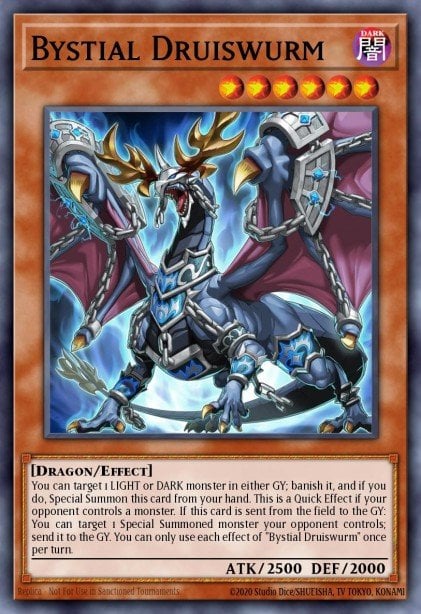 BYSTIAL DRUISWURM
DARK
闇
[DRAGON/EFFECT]
You can target 1 LIGHT or DARK monster in either GY; banish it, and if you
do, Special Summon this card from your hand. This is a Quick Effect if your
opponent controls a monster. If this card is sent from the field to the GY:
You can target 1 Special Summoned monster your opponent controls;
send it to the GY. You can only use each effect of "Bystial Druiswurm" once
per turn.
ATK/2500 DEF/2000
Replica - Not For Use in Sanctioned Tournaments
©2020 Studio Dice/SHUEISHA, TV TOKYO, KONAMI